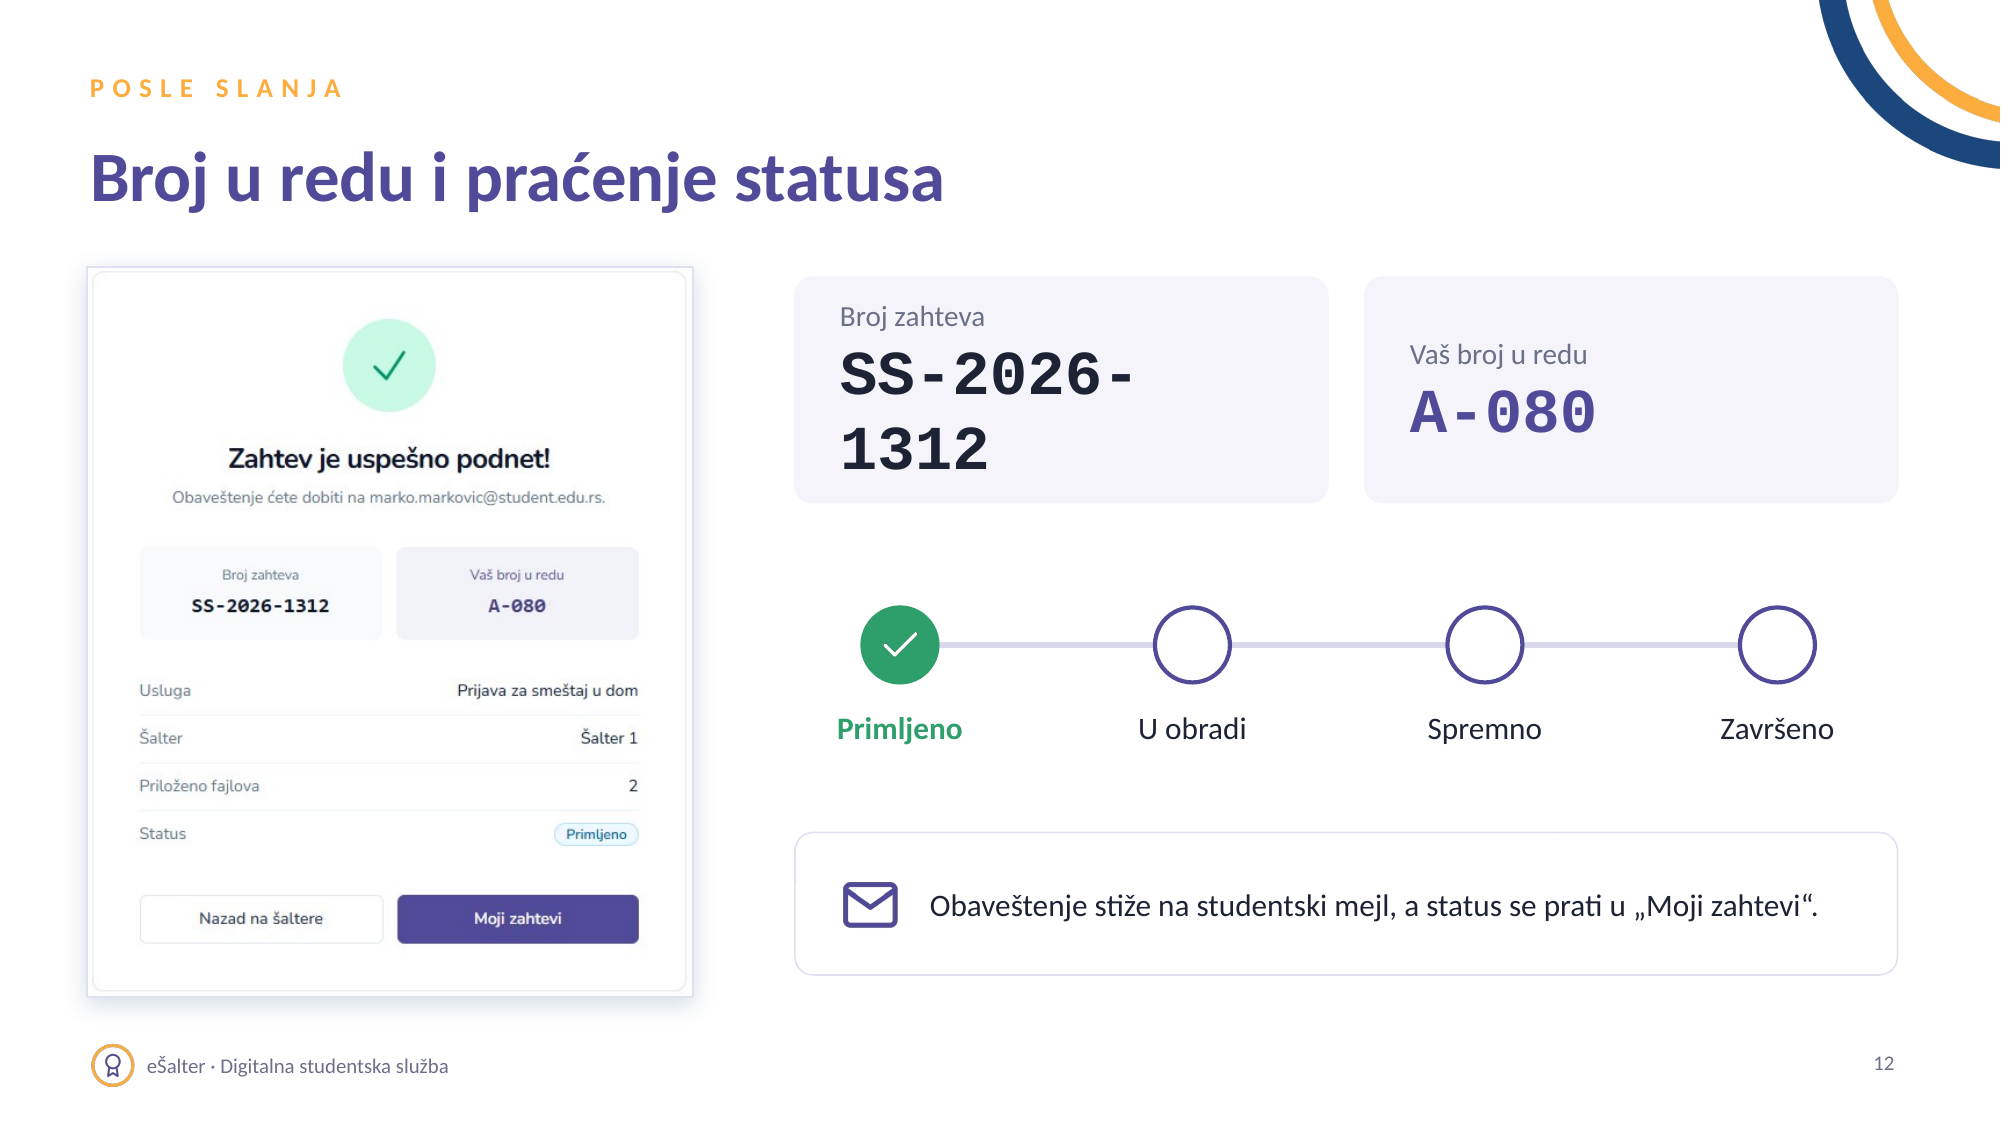 POSLE SLANJA
Broj u redu i praćenje statusa
Zahtev je uspešno podnet!
Obaveštenje ćete dobiti na marko.markovic@student.edu.rs.
Broj zahteva
SS-2026-1312
Vaš broj u redu
A-080
Usluga Prijava za smeštaj u dom
Šalter Šalter 1
Priloženo fajlova 2
Status Primljeno
Nazad na šaltere Moji zahtevi
Broj zahteva
SS-2026-
1312
Vaš broj u redu
A-080
Primljeno U obradi Spremno Završeno
Obaveštenje stiže na studentski mejl, a status se prati u „Moji zahtevi“.
eŠalter · Digitalna studentska služba
12